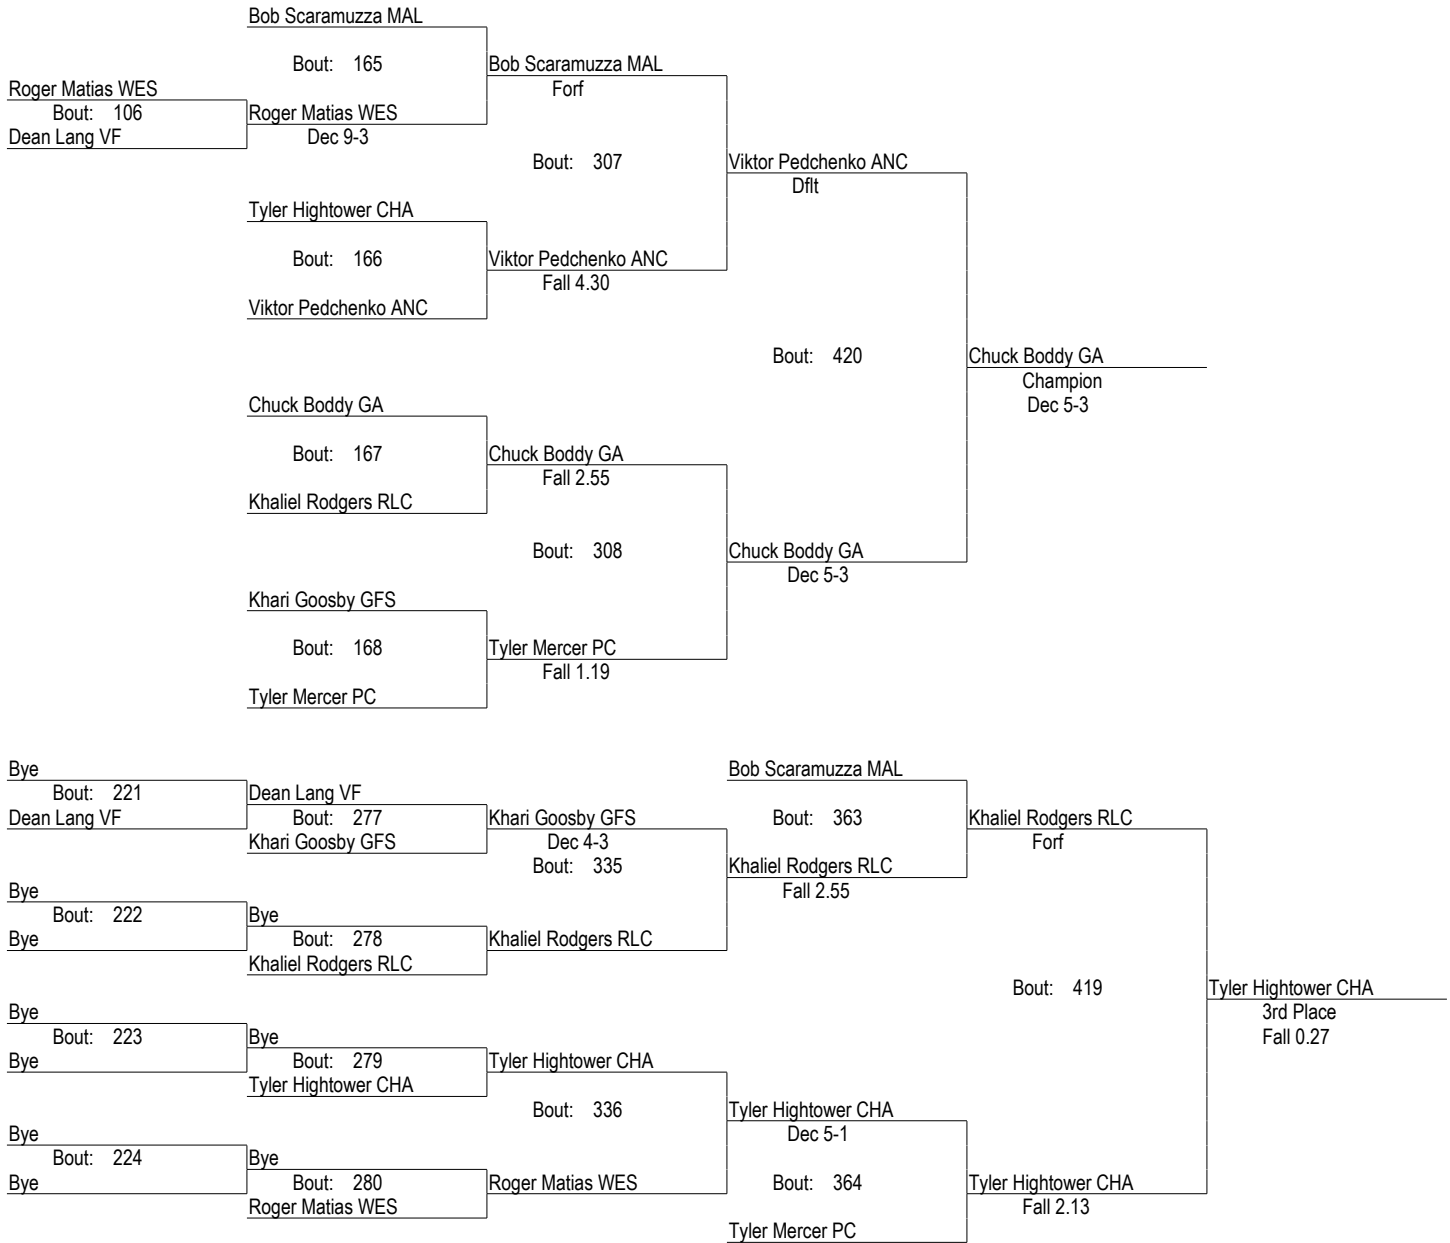 Bob Scaramuzza MAL
Bout: 165
Bob Scaramuzza MAL
Forf
Roger Matias WES
Bout: 106
Dean Lang VF
Roger Matias WES
Dec 9-3
Bout: 307
Viktor Pedchenko ANC
Dflt
Tyler Hightower CHA
Bout: 166
Viktor Pedchenko ANC
Fall 4.30
Viktor Pedchenko ANC
Bout: 420
Chuck Boddy GA
Champion
Dec 5-3
Chuck Boddy GA
Bout: 167
Chuck Boddy GA
Fall 2.55
Khaliel Rodgers RLC
Bout: 308
Chuck Boddy GA
Dec 5-3
Khari Goosby GFS
Bout: 168
Tyler Mercer PC
Fall 1.19
Tyler Mercer PC
Bye
Bout: 221
Dean Lang VF
Dean Lang VF
Bout: 277
Khari Goosby GFS
Khari Goosby GFS
Dec 4-3
Bout: 335
Bob Scaramuzza MAL
Bout: 363
Khaliel Rodgers RLC
Fall 2.55
Khaliel Rodgers RLC
Forf
Bye
Bout: 222
Bye
Bye
Bout: 278
Khaliel Rodgers RLC
Khaliel Rodgers RLC
Bout: 419
Tyler Hightower CHA
3rd Place
Fall 0.27
Bye
Bout: 223
Bye
Bye
Bout: 279
Tyler Hightower CHA
Tyler Hightower CHA
Bout: 336
Tyler Hightower CHA
Dec 5-1
Bye
Bout: 224
Bye
Bye
Bout: 280
Roger Matias WES
Roger Matias WES
Bout: 364
Tyler Hightower CHA
Fall 2.13
Tyler Mercer PC